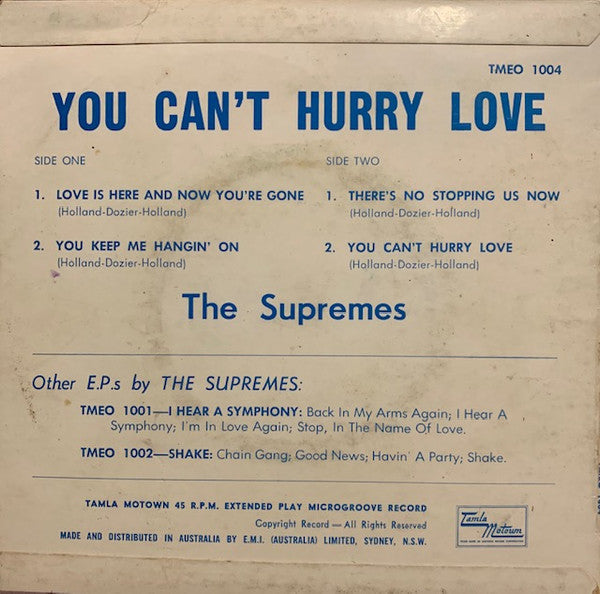 TMEO 1004
YOU CAN'T HURRY LOVE
SIDE ONE
1. LOVE IS HERE AND NOW YOU'RE GONE
(Holland-Dozier-Holland)
2. YOU KEEP ME HANGIN' ON
(Holland-Dozier-Holland)
SIDE TWO
1. THERE'S NO STOPPING US NOW
(Holland-Dozier-Holland)
2. YOU CAN'T HURRY LOVE
(Holland-Dozier-Holland)
The Supremes
Other E.P.s by THE SUPREMES:
TMEO 1001—I HEAR A SYMPHONY: Back In My Arms Again; I Hear A
Symphony; I'm In Love Again; Stop, In The Name Of Love.
TMEO 1002—SHAKE: Chain Gang; Good News; Havin' A Party; Shake.
TAMLA MOTOWN 45 R.P.M. EXTENDED PLAY MICROGROOVE RECORD
Copyright Record — All Rights Reserved
MADE AND DISTRIBUTED IN AUSTRALIA BY E.M.I. (AUSTRALIA) LIMITED, SYDNEY, N.S.W.
Tamla
Motown